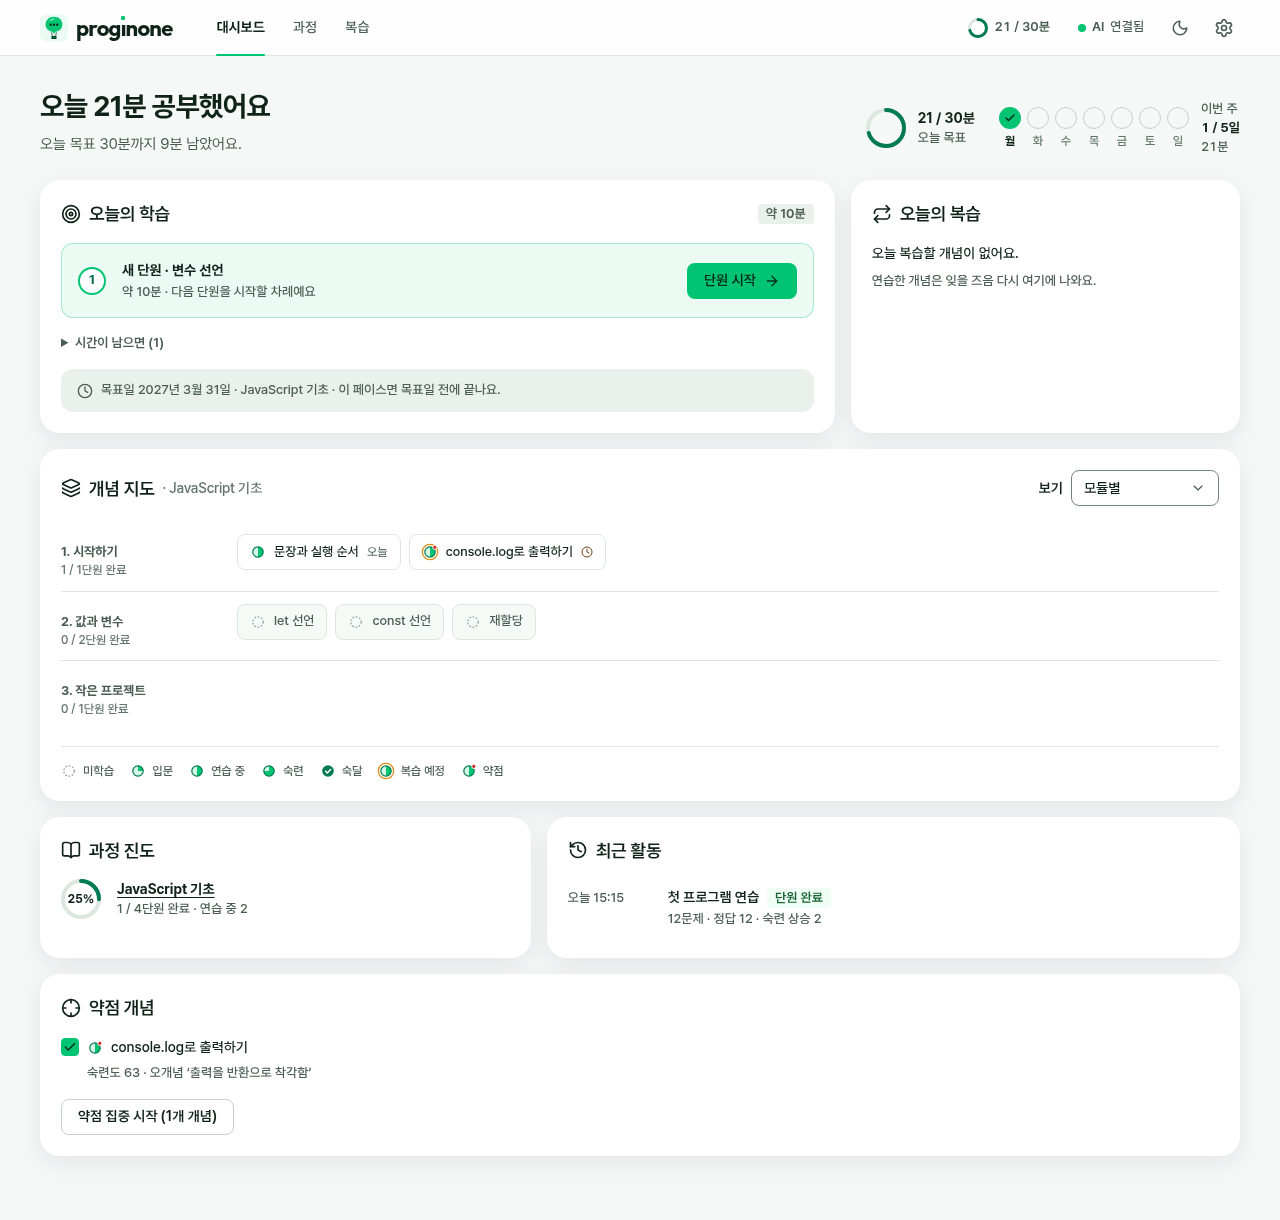 proginone
대시보드
과정
복습
21 / 30분
AI 연결됨
오늘 21분 공부했어요
오늘 목표 30분까지 9분 남았어요.
21 / 30분
오늘 목표
월 화 수 목 금 토 일
이번 주
1 / 5일
21분
오늘의 학습
약 10분
1
새 단원 · 변수 선언
약 10분 · 다음 단원을 시작할 차례예요
단원 시작
시간이 남으면 (1)
목표일 2027년 3월 31일 · JavaScript 기초 · 이 페이스면 목표일 전에 끝나요.
오늘의 복습
오늘 복습할 개념이 없어요.
연습한 개념은 잊을 즈음 다시 여기에 나와요.
개념 지도 · JavaScript 기초
보기
모듈별
1. 시작하기
1 / 1단원 완료
문장과 실행 순서 오늘
console.log로 출력하기
2. 값과 변수
0 / 2단원 완료
let 선언
const 선언
재할당
3. 작은 프로젝트
0 / 1단원 완료
미학습
입문
연습 중
숙련
숙달
복습 예정
약점
과정 진도
25%
JavaScript 기초
1 / 4단원 완료 · 연습 중 2
최근 활동
오늘 15:15
첫 프로그램 연습
단원 완료
12문제 · 정답 12 · 숙련 상승 2
약점 개념
console.log로 출력하기
숙련도 63 · 오개념 ‘출력을 반환으로 착각함’
약점 집중 시작 (1개 개념)